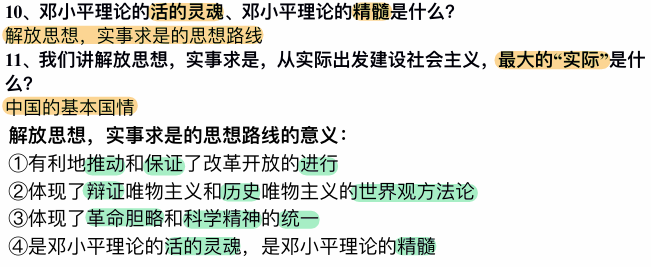 10、邓小平理论的活的灵魂、邓小平理论的精髓是什么？
解放思想，实事求是的思想路线
11、我们讲解放思想，实事求是，从实际出发建设社会主义，最大的“实际”是什
么？
中国的基本国情
解放思想，实事求是的思想路线的意义：
①有利地推动和保证了改革开放的进行
②体现了辩证唯物主义和历史唯物主义的世界观方法论
③体现了革命胆略和科学精神的统一
④是邓小平理论的活的灵魂，是邓小平理论的精髓